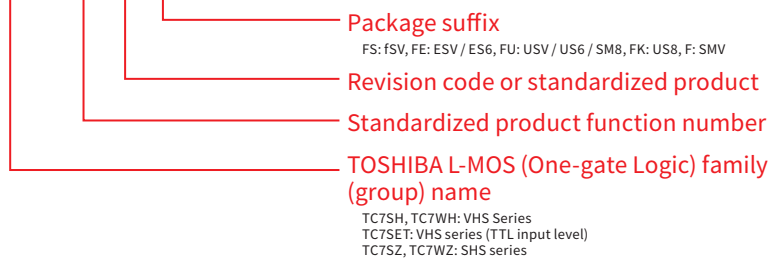 Package suffix
FS: fSV, FE: ESV / ES6, FU: USV / US6 / SM8, FK: US8, F: SMV
Revision code or standardized product
Standardized product function number
TOSHIBA L-MOS (One-gate Logic) family
(group) name
TC7SH, TC7WH: VHS Series
TC7SET: VHS series (TTL input level)
TC7SZ, TC7WZ: SHS series